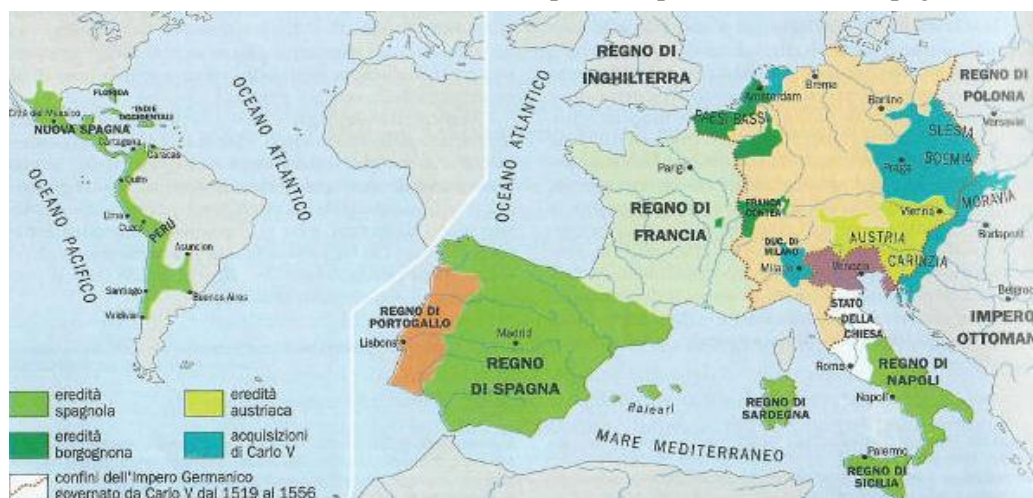 OCEANO PACIFICO
OCEANO ATLANTICO
FLORIDA
Città del Messico
INDIE
OCCIDENTALI
NUOVA SPAGNA
Cartagena
Caracas
Quito
Lima
Cuzco
PERÙ
Asuncion
Santiago
Buenos Aires
Valdivia
OCEANO ATLANTICO
REGNO DI
INGHILTERRA
Amsterdam
Brema
Berlino
REGNO DI
POLONIA
Varsavia
PAESI BASSI
SLESIA
BOEMIA
Praga
MORAVIA
Parigi
FRANCA
CONTEA
Vienna
Budapest
REGNO DI
FRANCIA
AUSTRIA
CARINZIA
DUC. DI
MILANO
Milano
Venezia
Belgrado
IMPERO
OTTOMAN
STATO
DELLA
CHIESA
REGNO DI
PORTOGALLO
Lisbona
Madrid
REGNO
DI SPAGNA
Roma
REGNO DI
NAPOLI
Napoli
Baleari
REGNO DI
SARDEGNA
MARE MEDITERRANEO
Palermo
REGNO DI
SICILIA
eredità
spagnola
eredità
austriaca
eredità
borgognona
acquisizioni
di Carlo V
confini dell'Impero Germanico
governato da Carlo V dal 1519 al 1556